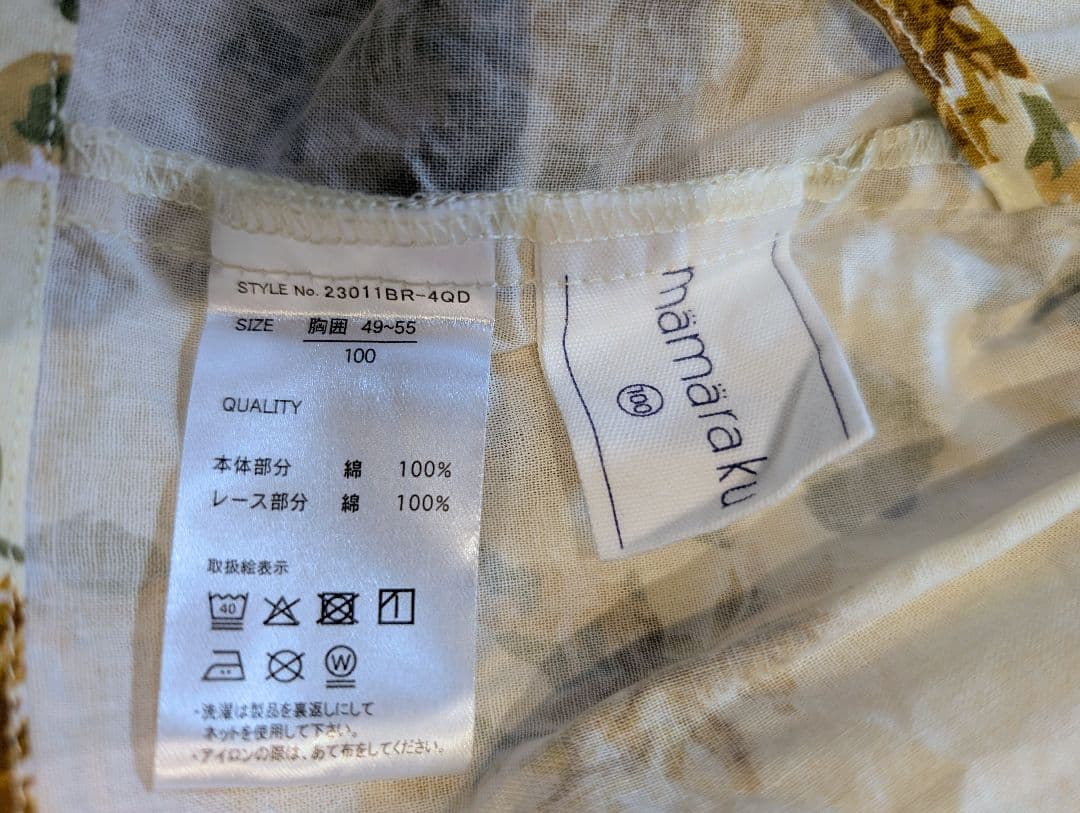 STYLE No. 23011BR-4QD
SIZE 胸囲 49~55
100
QUALITY
本体部分 綿 100%
レース部分 綿 100%
取扱絵表示
40
W
・洗濯は製品を裏返しにして
ネットを使用して下さい。
・アイロンの際は、あて布をしてください。
mämäraku
100